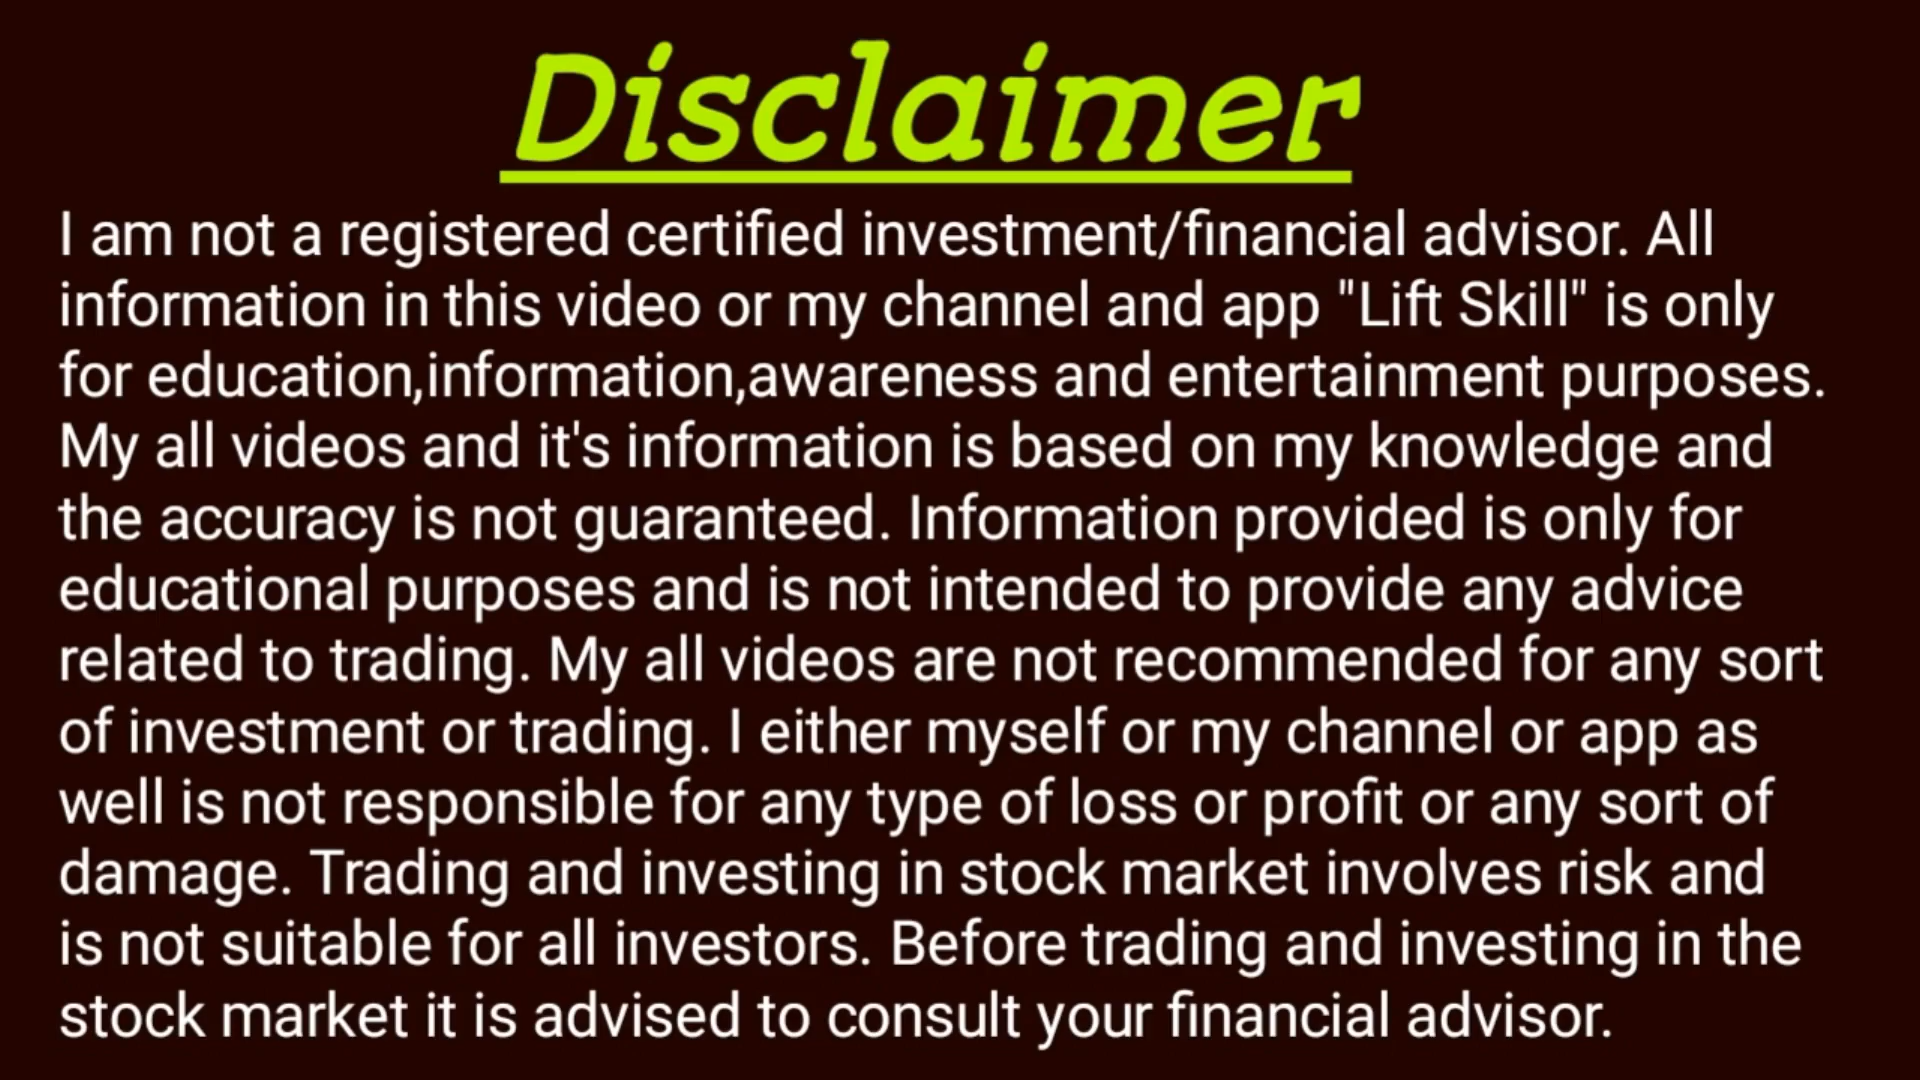 Disclaimer
I am not a registered certified investment/financial advisor. All
information in this video or my channel and app "Lift Skill" is only
for education,information,awareness and entertainment purposes.
My all videos and it's information is based on my knowledge and
the accuracy is not guaranteed. Information provided is only for
educational purposes and is not intended to provide any advice
related to trading. My all videos are not recommended for any sort
of investment or trading. I either myself or my channel or app as
well is not responsible for any type of loss or profit or any sort of
damage. Trading and investing in stock market involves risk and
is not suitable for all investors. Before trading and investing in the
stock market it is advised to consult your financial advisor.